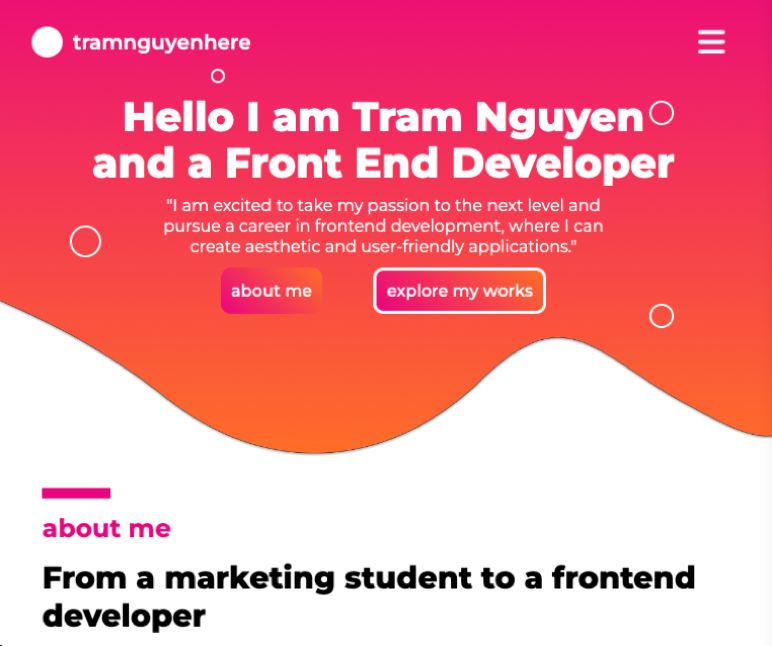 tramnguyenhere
Hello I am Tram Nguyen
and a Front End Developer
"I am excited to take my passion to the next level and
pursue a career in frontend development, where I can
create aesthetic and user-friendly applications."
about me
explore my works
about me
From a marketing student to a frontend
developer